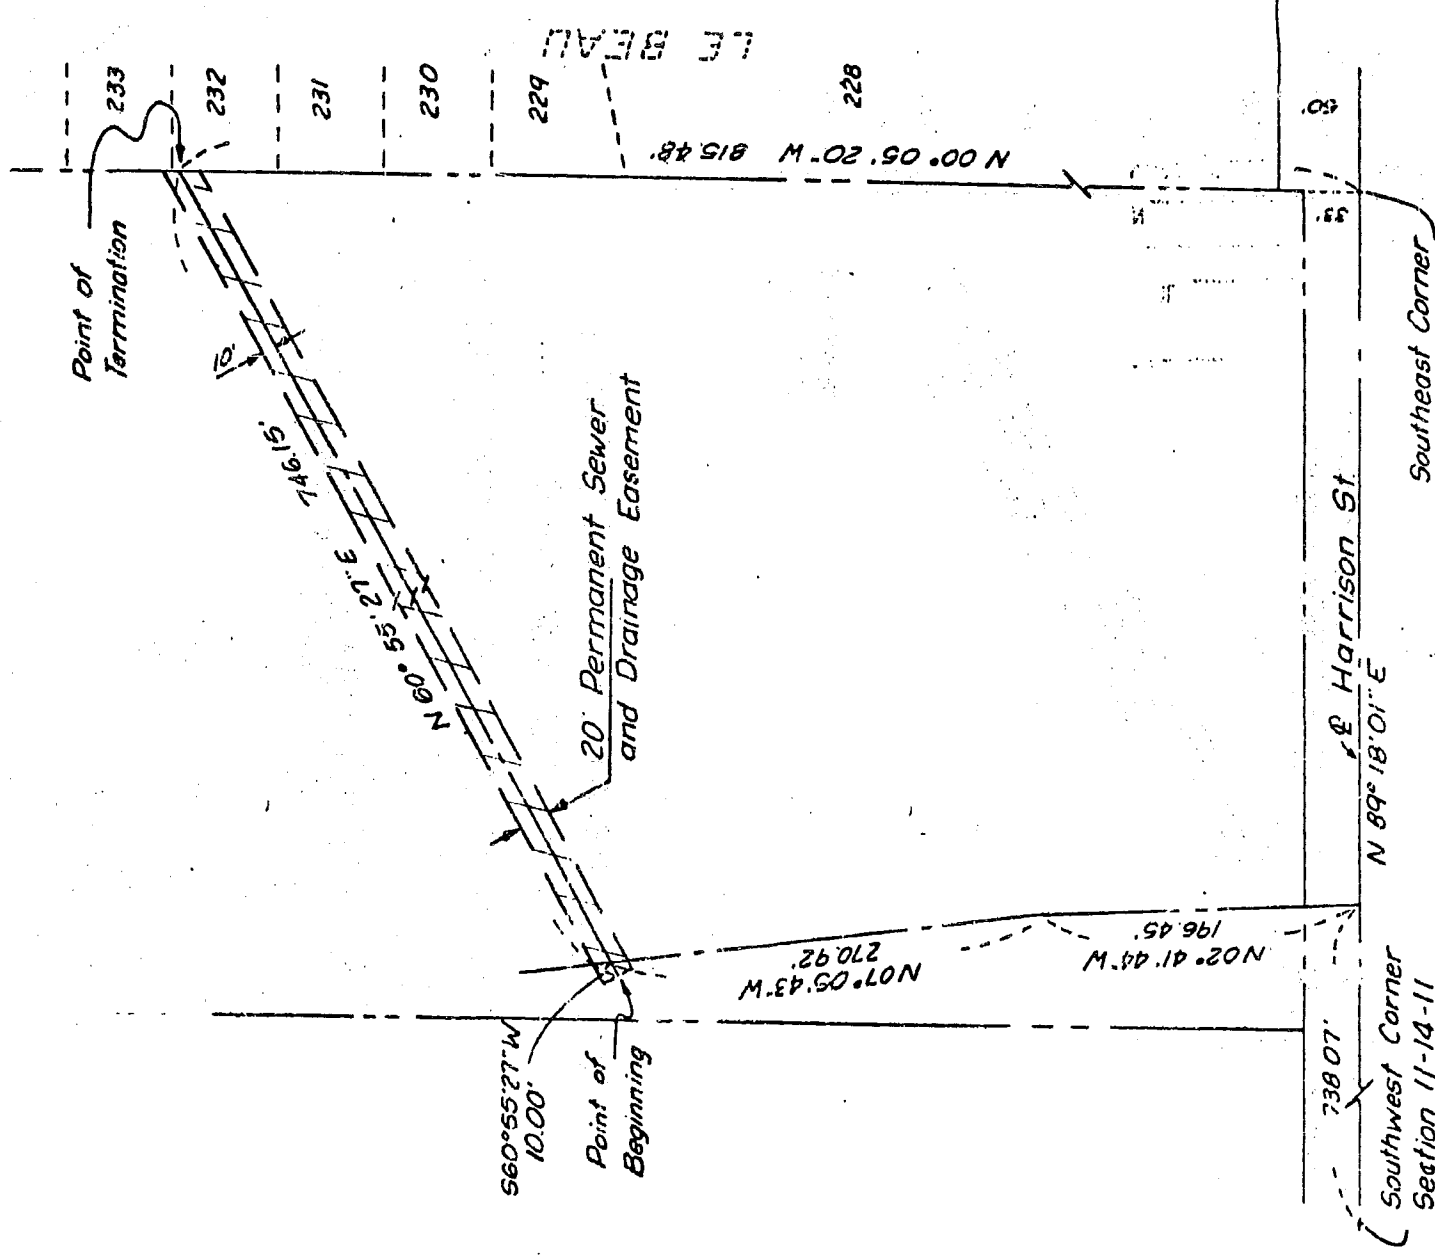 LE BEAU
233
232
231
230
229
228
N 00° 05' 20" W 815.48'
Point of
Termination
10'
746.15'
N 60° 55' 27" E
20' Permanent Sewer
and Drainage Easement
S60°55'27"W
10.00'
Point of
Beginning
N07°05'43"W
270.92'
N02°41'44"W
196.45'
50'
33'
Southeast Corner
℄ Harrison St.
N 89° 18' 01" E
738.07'
Southwest Corner
Section 11-14-11